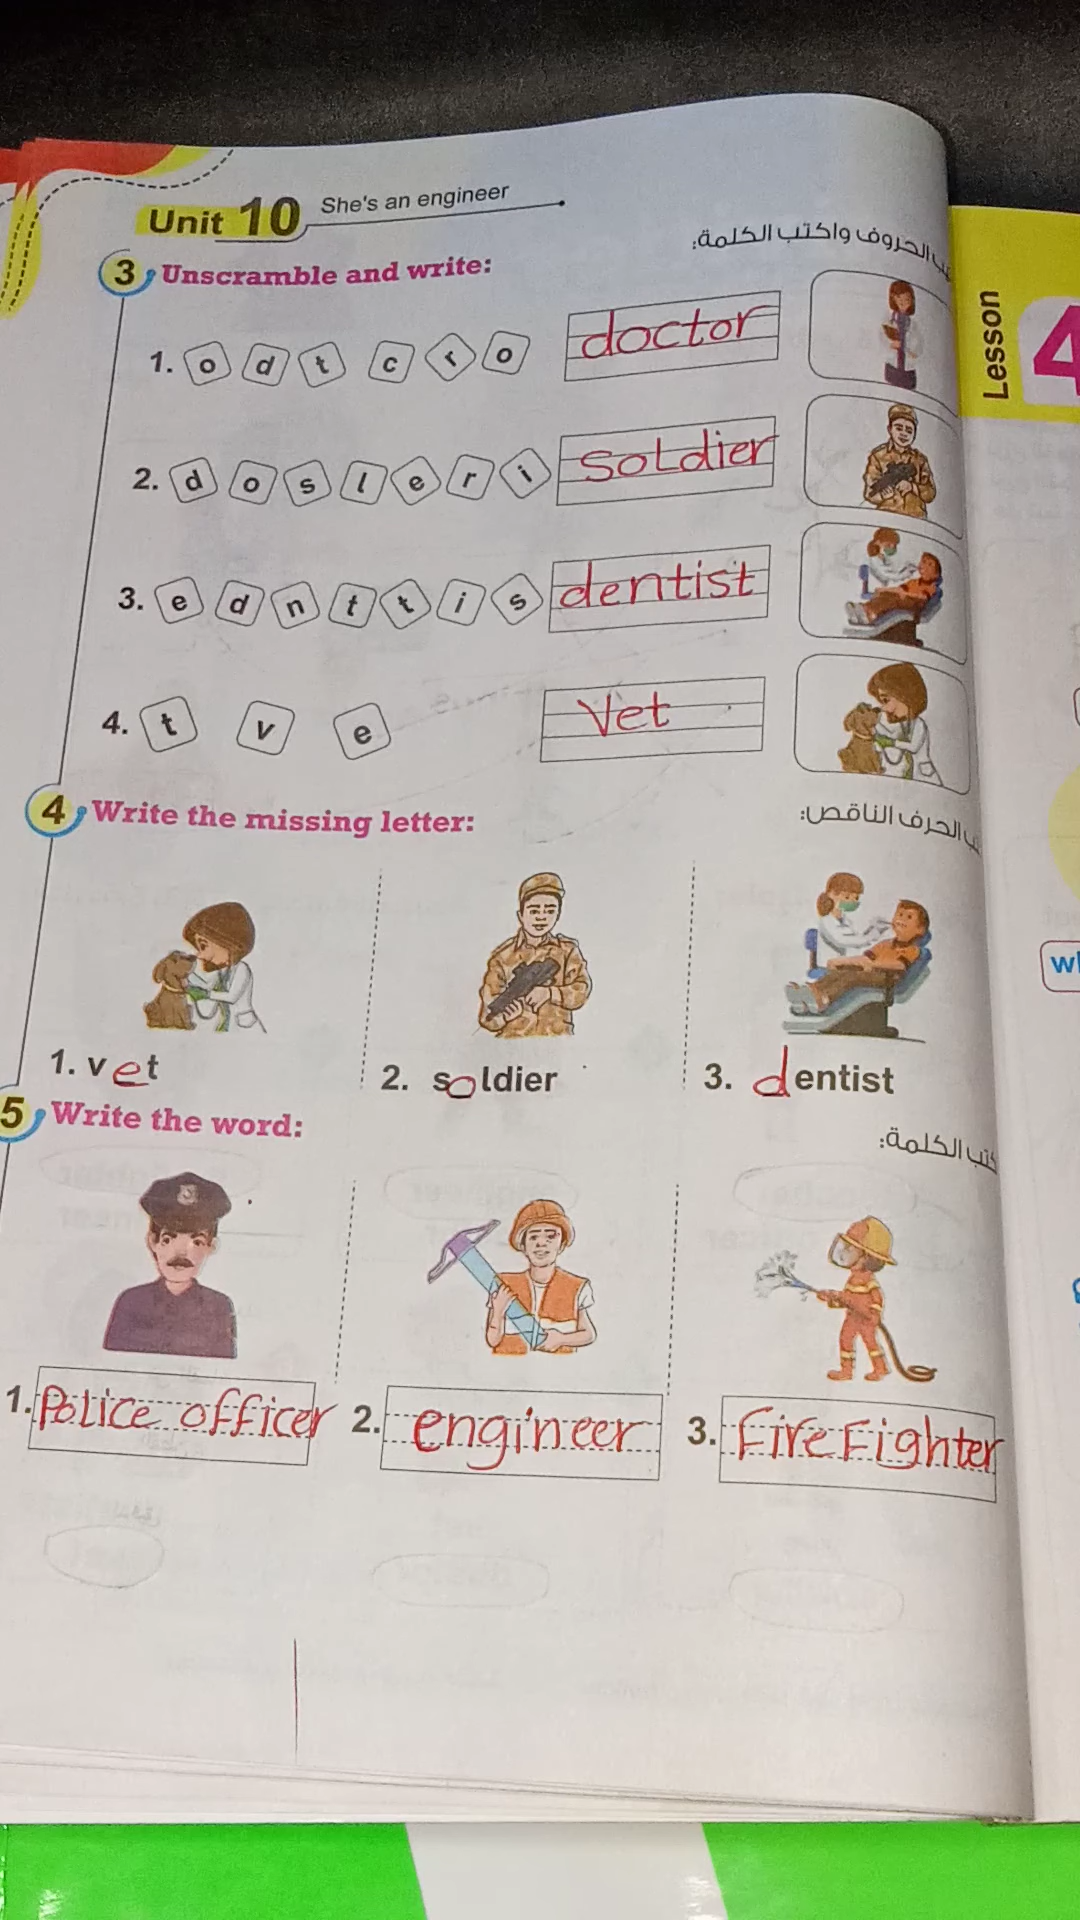 Unit 10 She's an engineer
3 Unscramble and write:
الحروف واكتب الكلمة:
1. o d t c r o doctor
2. d o s l e r i soldier
3. e d n t t i s dentist
4. t v e Vet
4 Write the missing letter:
الحرف الناقص:
1. vet
2. soldier
3. dentist
5 Write the word:
كتب الكلمة:
1. Police officer
2. engineer
3. FireFighter
Lesson 4